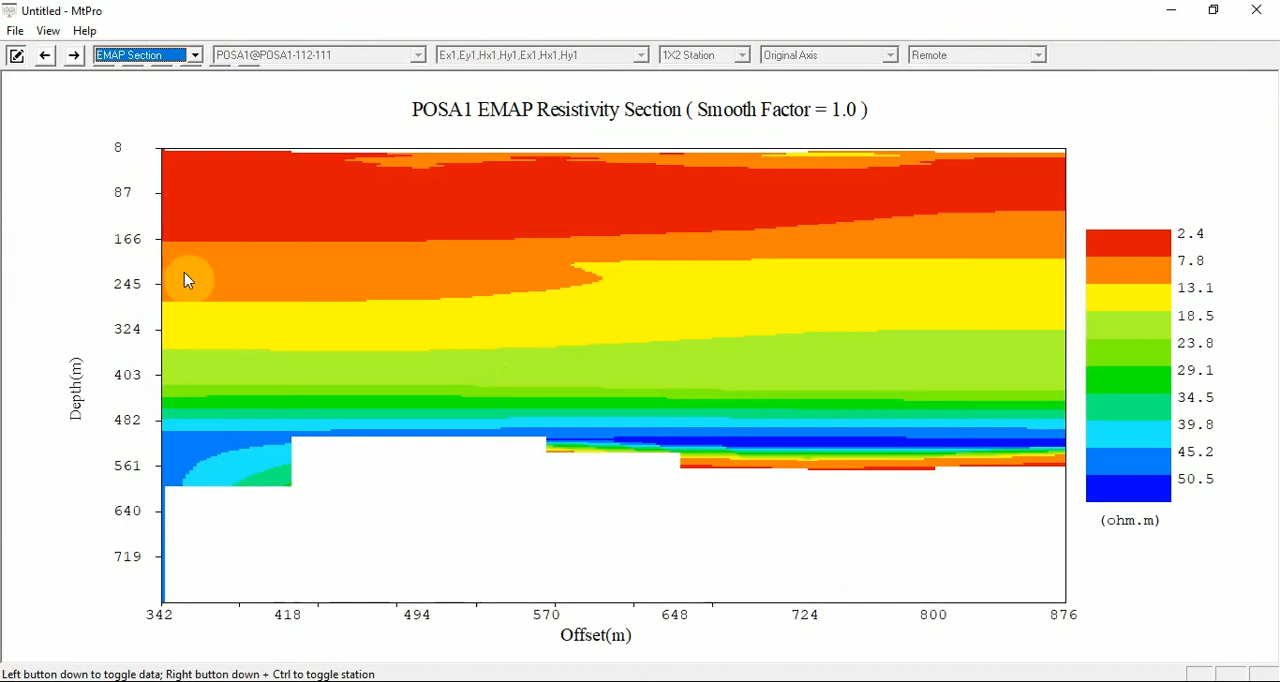 Untitled - MtPro
File View Help
EMAP Section POSA1@POSA1-112-111 Ex1,Ey1,Hx1,Hy1,Ex1,Hx1,Hy1 1X2 Station Original Axis Remote
POSA1 EMAP Resistivity Section ( Smooth Factor = 1.0 )
8
87
166
245
324
403
482
561
640
719
Depth(m)
342 418 494 570 648 724 800 876
Offset(m)
2.4
7.8
13.1
18.5
23.8
29.1
34.5
39.8
45.2
50.5
(ohm.m)
Left button down to toggle data; Right button down + Ctrl to toggle station